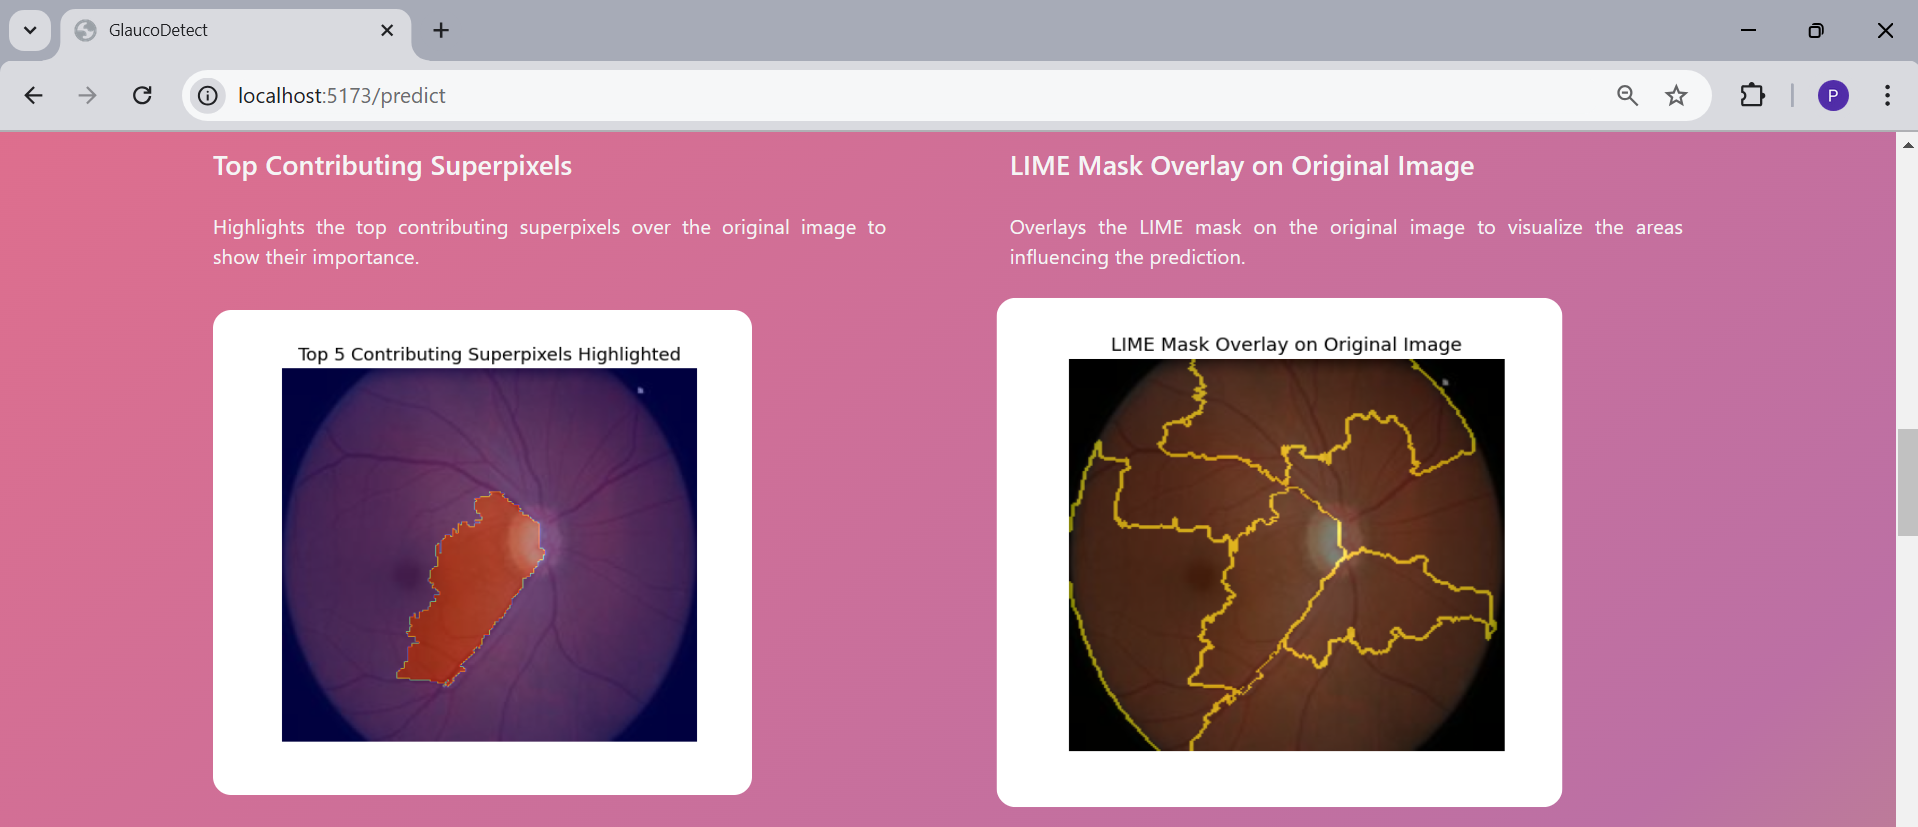 GlaucoDetect
localhost:5173/predict
P
Top Contributing Superpixels
Highlights the top contributing superpixels over the original image to
show their importance.
Top 5 Contributing Superpixels Highlighted
LIME Mask Overlay on Original Image
Overlays the LIME mask on the original image to visualize the areas
influencing the prediction.
LIME Mask Overlay on Original Image